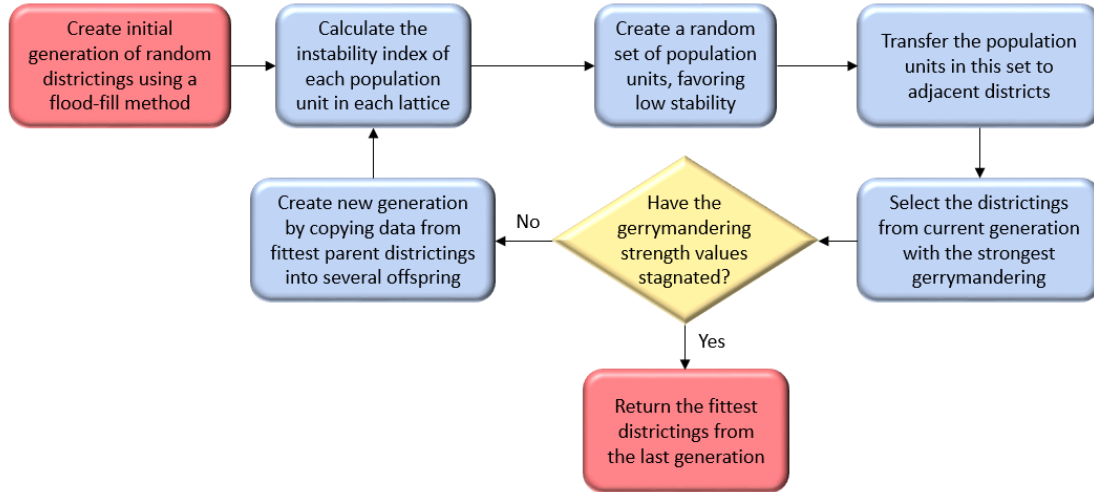 Create initial
generation of random
districtings using a
flood-fill method
Calculate the
instability index of
each population
unit in each lattice
Create a random
set of population
units, favoring
low stability
Transfer the population
units in this set to
adjacent districts
Select the districtings
from current generation
with the strongest
gerrymandering
Have the
gerrymandering
strength values
stagnated?
No
Create new generation
by copying data from
fittest parent districtings
into several offspring
Yes
Return the fittest
districtings from
the last generation